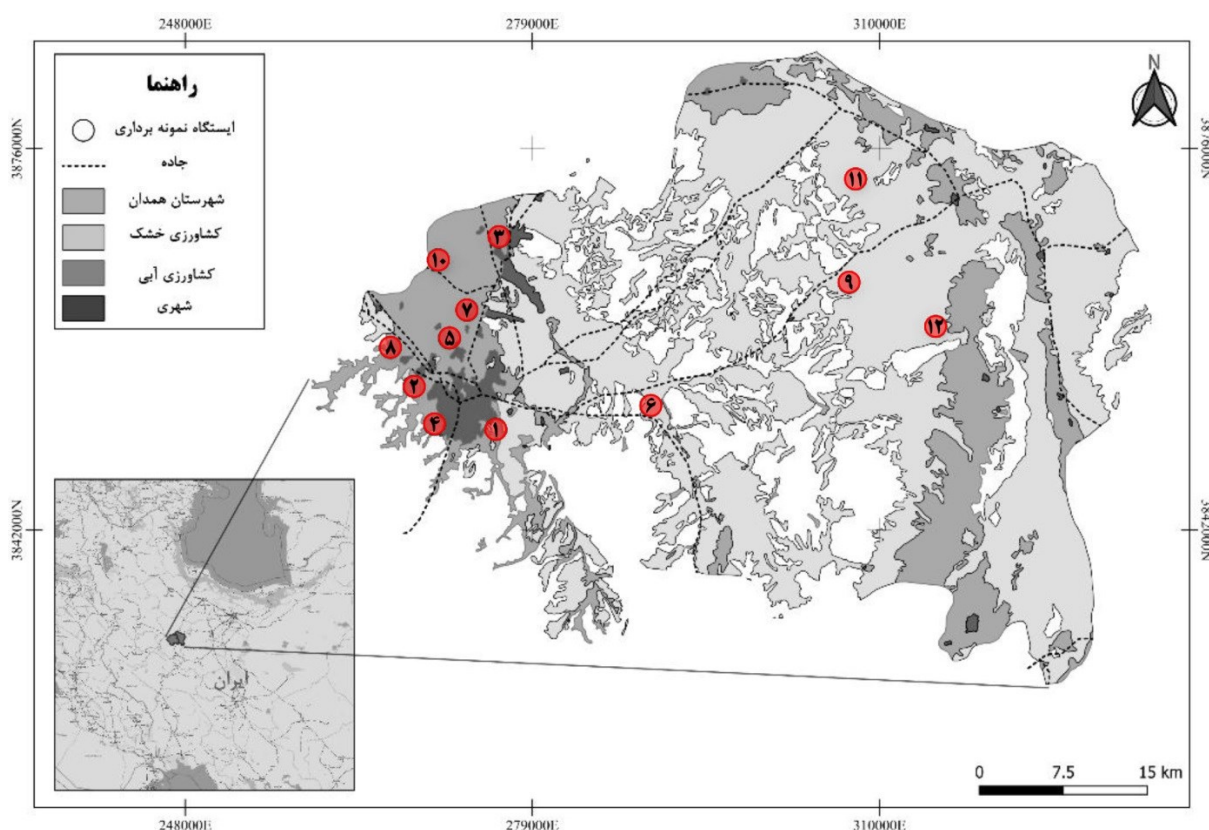 248000E
279000E
310000E
راهنما
ایستگاه نمونه برداری
جاده
شهرستان همدان
کشاورزی خشک
کشاورزی آبی
شهری
N
3876000N
3876000N
۱۱
۳
۱۰
۹
۷
۱۲
۵
۸
۲
۶
۴
۱
3842000N
3842000N
ایران
0 7.5 15 km
248000E
279000E
310000E